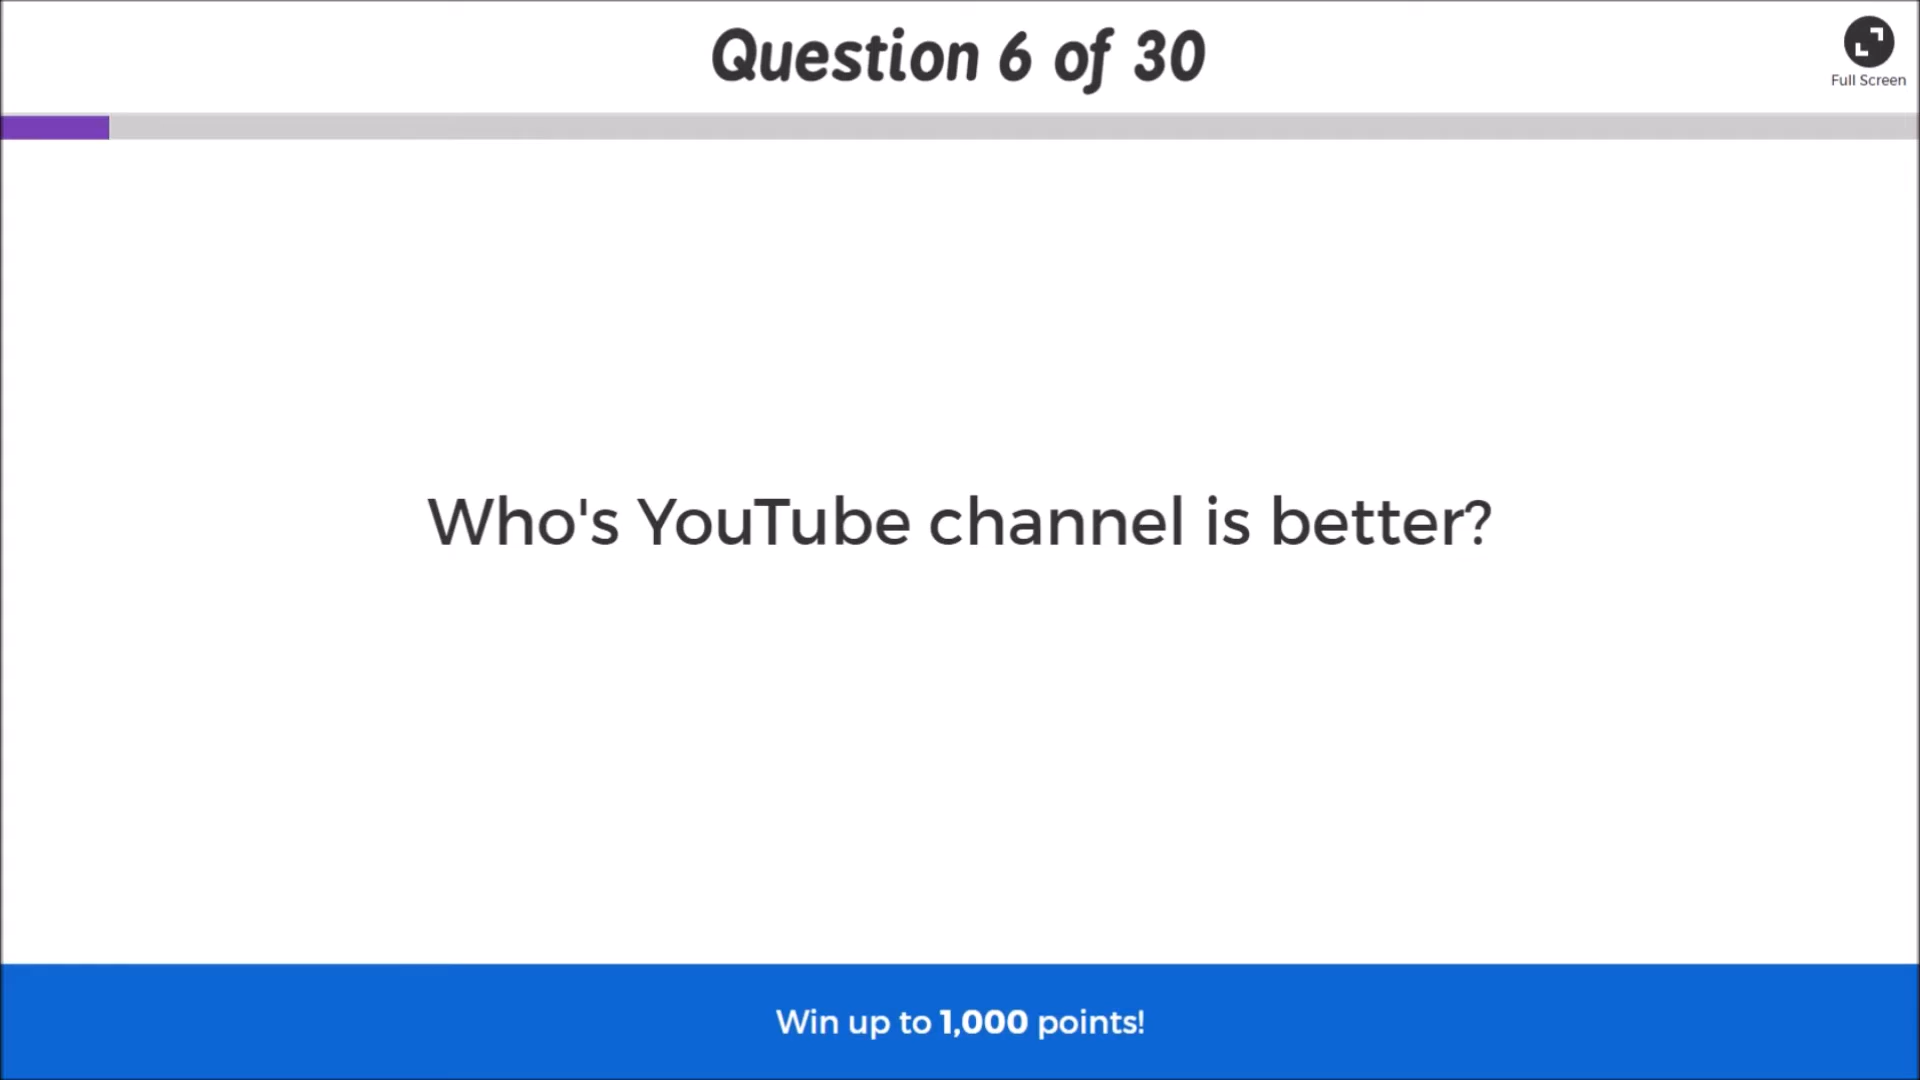 Question 6 of 30
Full Screen
Who's YouTube channel is better?
Win up to 1,000 points!